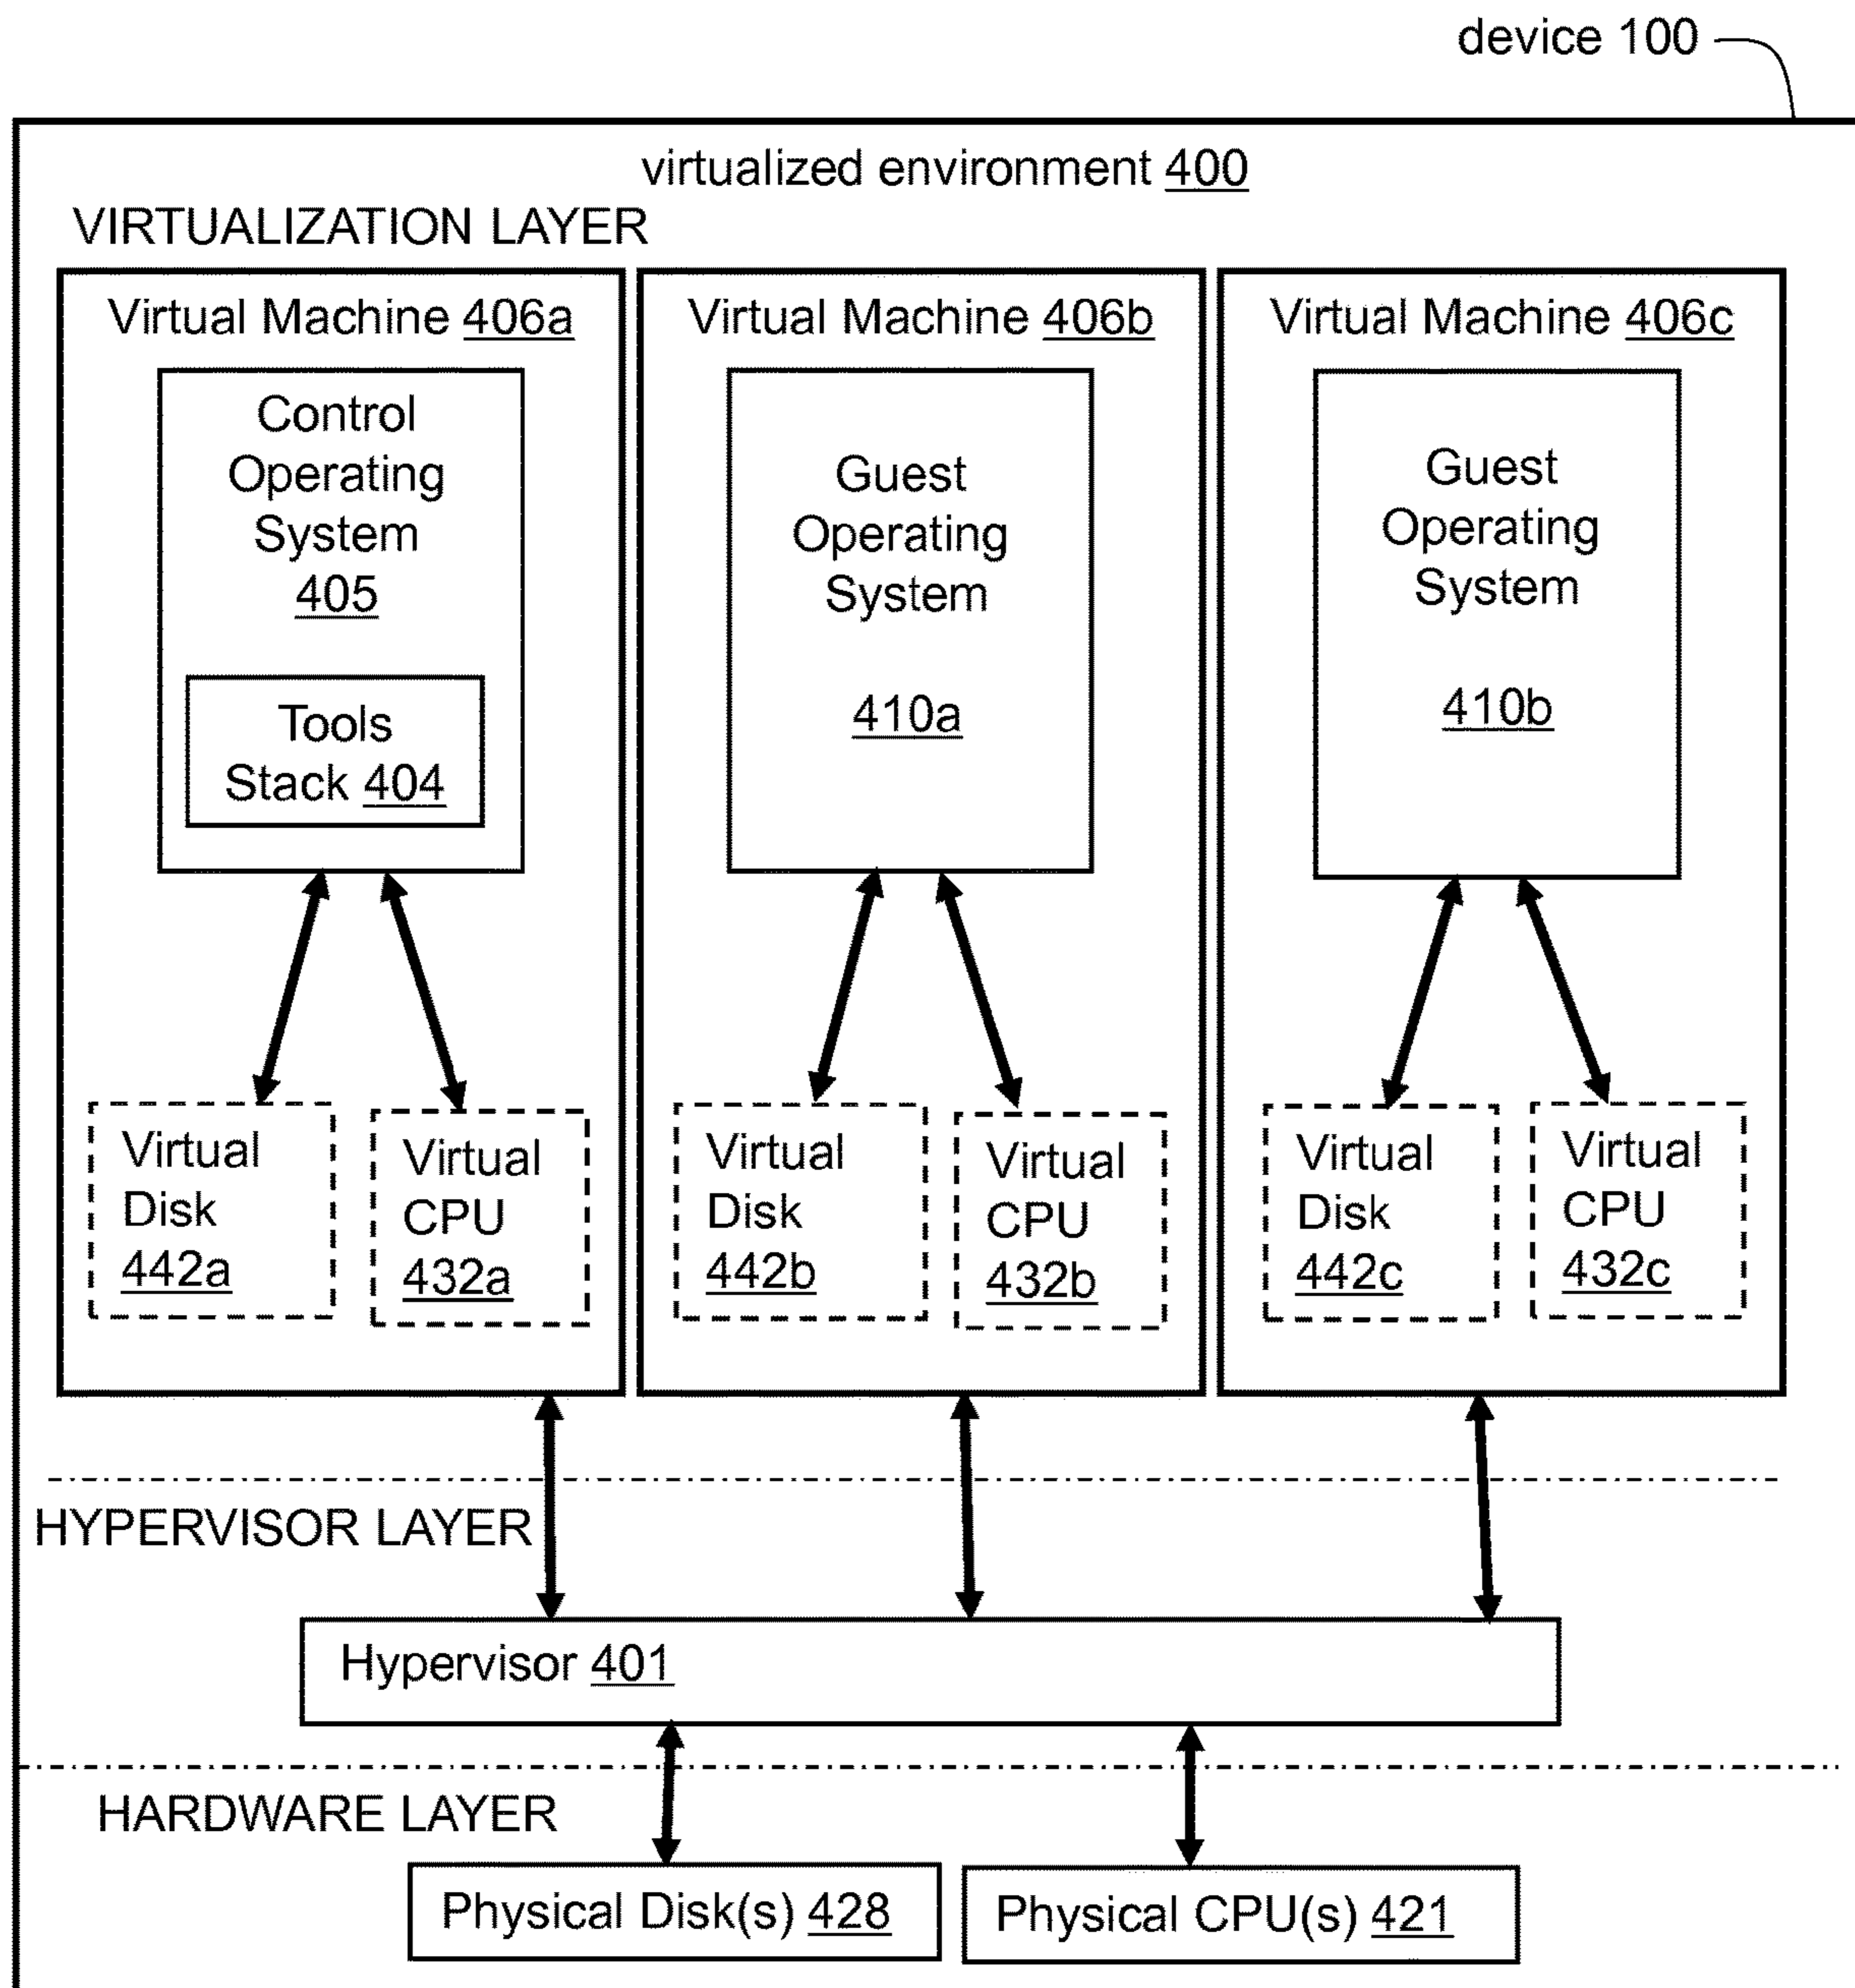 device 100
virtualized environment 400
VIRTUALIZATION LAYER
Virtual Machine 406a
Control
Operating
System
405
Tools
Stack 404
Virtual
Disk
442a
Virtual
CPU
432a
Virtual Machine 406b
Guest
Operating
System
410a
Virtual
Disk
442b
Virtual
CPU
432b
Virtual Machine 406c
Guest
Operating
System
410b
Virtual
Disk
442c
Virtual
CPU
432c
HYPERVISOR LAYER
Hypervisor 401
HARDWARE LAYER
Physical Disk(s) 428
Physical CPU(s) 421